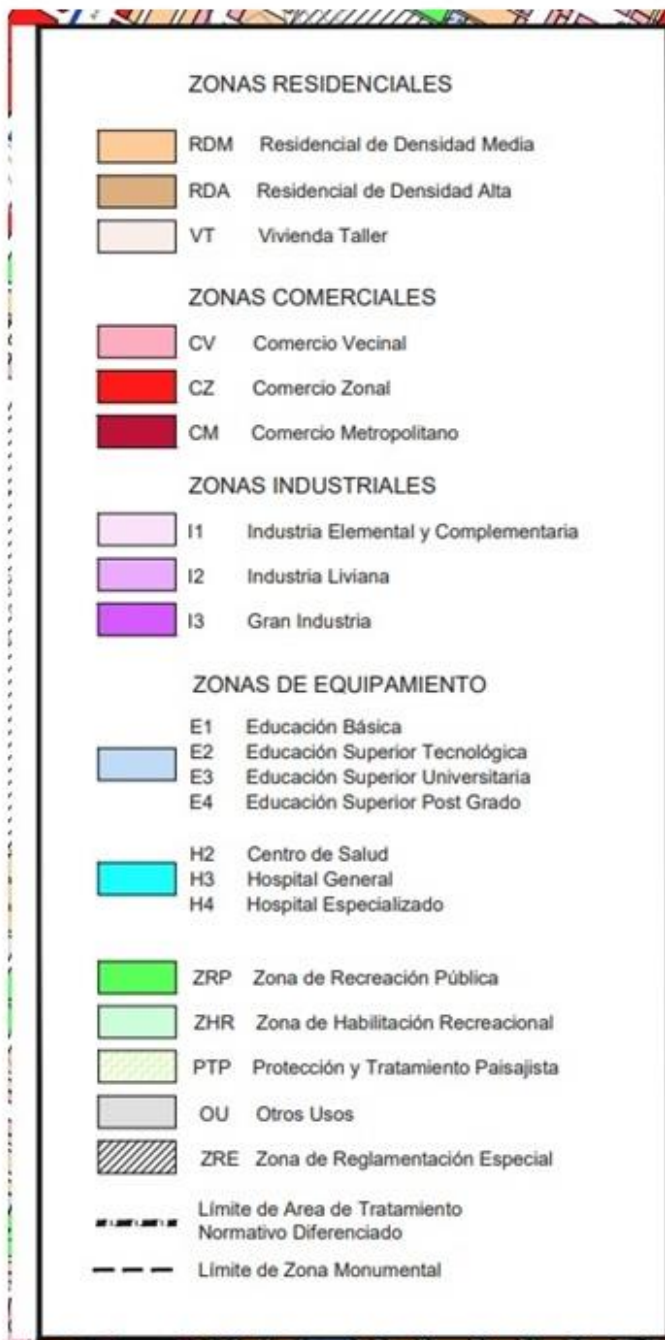 ZONAS RESIDENCIALES
RDM Residencial de Densidad Media
RDA Residencial de Densidad Alta
VT Vivienda Taller
ZONAS COMERCIALES
CV Comercio Vecinal
CZ Comercio Zonal
CM Comercio Metropolitano
ZONAS INDUSTRIALES
I1 Industria Elemental y Complementaria
I2 Industria Liviana
I3 Gran Industria
ZONAS DE EQUIPAMIENTO
E1 Educación Básica
E2 Educación Superior Tecnológica
E3 Educación Superior Universitaria
E4 Educación Superior Post Grado
H2 Centro de Salud
H3 Hospital General
H4 Hospital Especializado
ZRP Zona de Recreación Pública
ZHR Zona de Habilitación Recreacional
PTP Protección y Tratamiento Paisajista
OU Otros Usos
ZRE Zona de Reglamentación Especial
Límite de Area de Tratamiento
Normativo Diferenciado
Límite de Zona Monumental